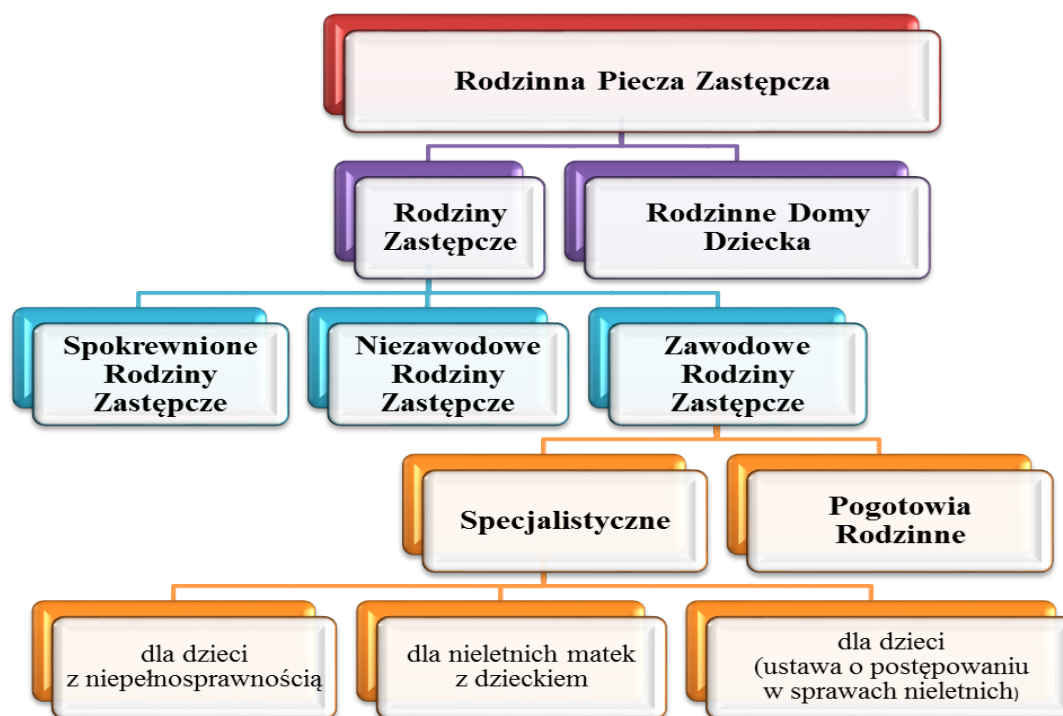 Rodzinna Piecza Zastępcza
Rodziny
Zastępcze
Rodzinne Domy
Dziecka
Spokrewnione
Rodziny
Zastępcze
Niezawodowe
Rodziny
Zastępcze
Zawodowe
Rodziny
Zastępcze
Specjalistyczne
Pogotowia
Rodzinne
dla dzieci
z niepełnosprawnością
dla nieletnich matek
z dzieckiem
dla dzieci
(ustawa o postępowaniu
w sprawach nieletnich)